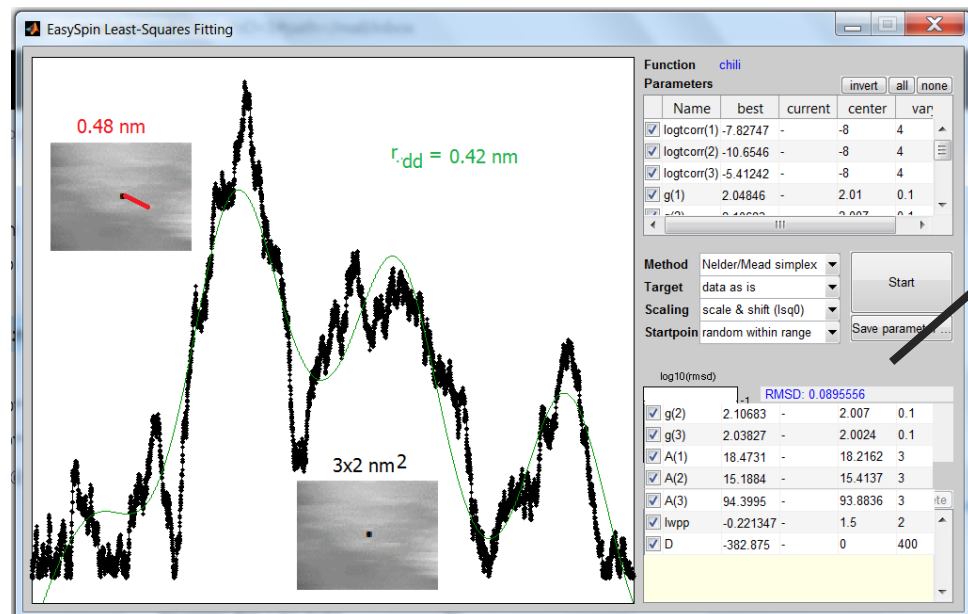 EasySpin Least-Squares Fitting
0.48 nm
r.dd = 0.42 nm
3x2 nm2
Function chili
Parameters invert all none
Name best current center vary
logtcorr(1) -7.82747 - -8 4
logtcorr(2) -10.6546 - -8 4
logtcorr(3) -5.41242 - -8 4
g(1) 2.04846 - 2.01 0.1
Method Nelder/Mead simplex
Target data as is
Scaling scale & shift (lsq0)
Startpoin random within range
Start
Save parameter ...
log10(rmsd)
-1 RMSD: 0.0895556
g(2) 2.10683 - 2.007 0.1
g(3) 2.03827 - 2.0024 0.1
A(1) 18.4731 - 18.2162 3
A(2) 15.1884 - 15.4137 3
A(3) 94.3995 - 93.8836 3
lwpp -0.221347 - 1.5 2
D -382.875 - 0 400